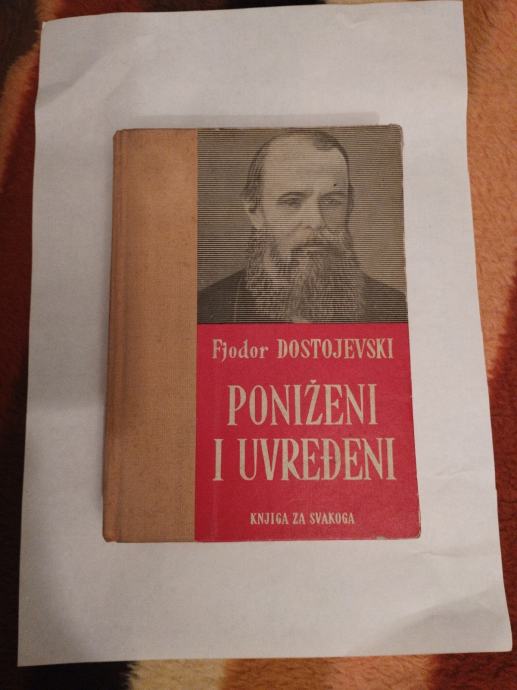 Fjodor DOSTOJEVSKI
PONIŽENI
I UVREĐENI
KNJIGA ZA SVAKOGA